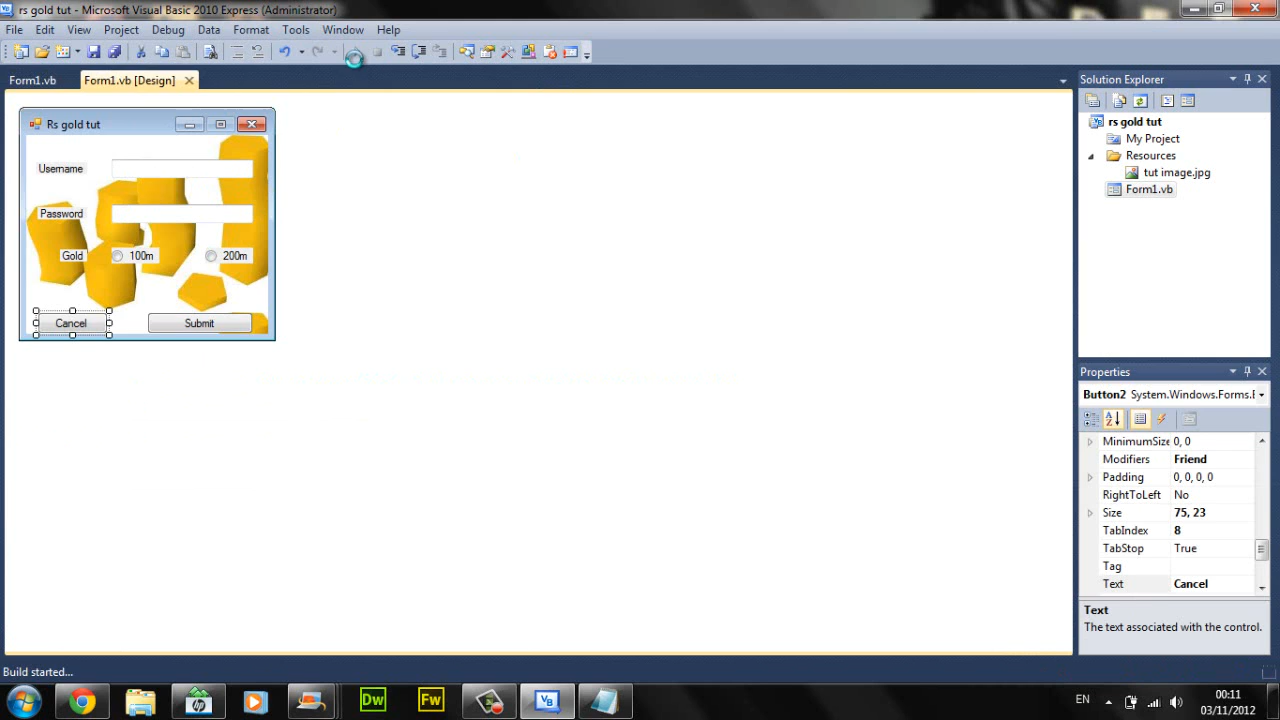 rs gold tut - Microsoft Visual Basic 2010 Express (Administrator)
File Edit View Project Debug Data Format Tools Window Help
Form1.vb Form1.vb [Design]
Rs gold tut
Username
Password
Gold 100m 200m
Cancel Submit
Solution Explorer
rs gold tut
My Project
Resources
tut image.jpg
Form1.vb
Properties
Button2 System.Windows.Forms.E
MinimumSize 0, 0
Modifiers Friend
Padding 0, 0, 0, 0
RightToLeft No
Size 75, 23
TabIndex 8
TabStop True
Tag
Text Cancel
Text
The text associated with the control.
Build started...
Dw Fw VB EN 00:11
03/11/2012